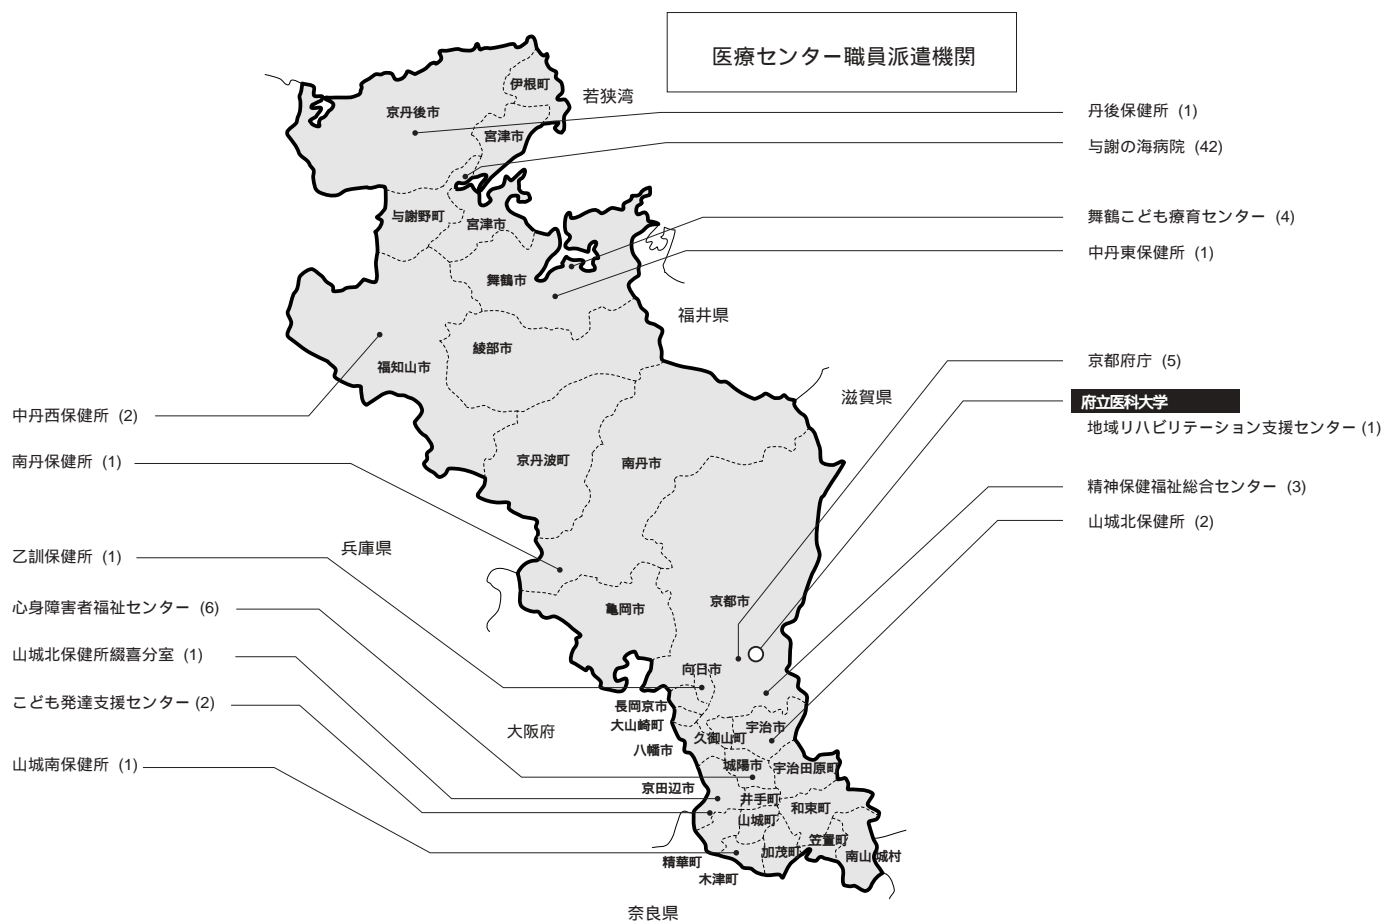 医療センター職員派遣機関
伊根町
若狭湾
京丹後市
丹後保健所 (1)
宮津市
与謝の海病院 (42)
与謝野町
宮津市
舞鶴こども療育センター (4)
中丹東保健所 (1)
舞鶴市
福井県
綾部市
福知山市
京都府庁 (5)
滋賀県
府立医科大学
地域リハビリテーション支援センター (1)
中丹西保健所 (2)
南丹保健所 (1)
京丹波町
南丹市
精神保健福祉総合センター (3)
山城北保健所 (2)
乙訓保健所 (1)
兵庫県
心身障害者福祉センター (6)
亀岡市
京都市
山城北保健所綴喜分室 (1)
向日市
こども発達支援センター (2)
長岡京市
大山崎町
大阪府
宇治市
久御山町
八幡市
山城南保健所 (1)
城陽市
宇治田原町
京田辺市
井手町
和束町
山城町
笠置町
加茂町
南山城村
精華町
木津町
奈良県